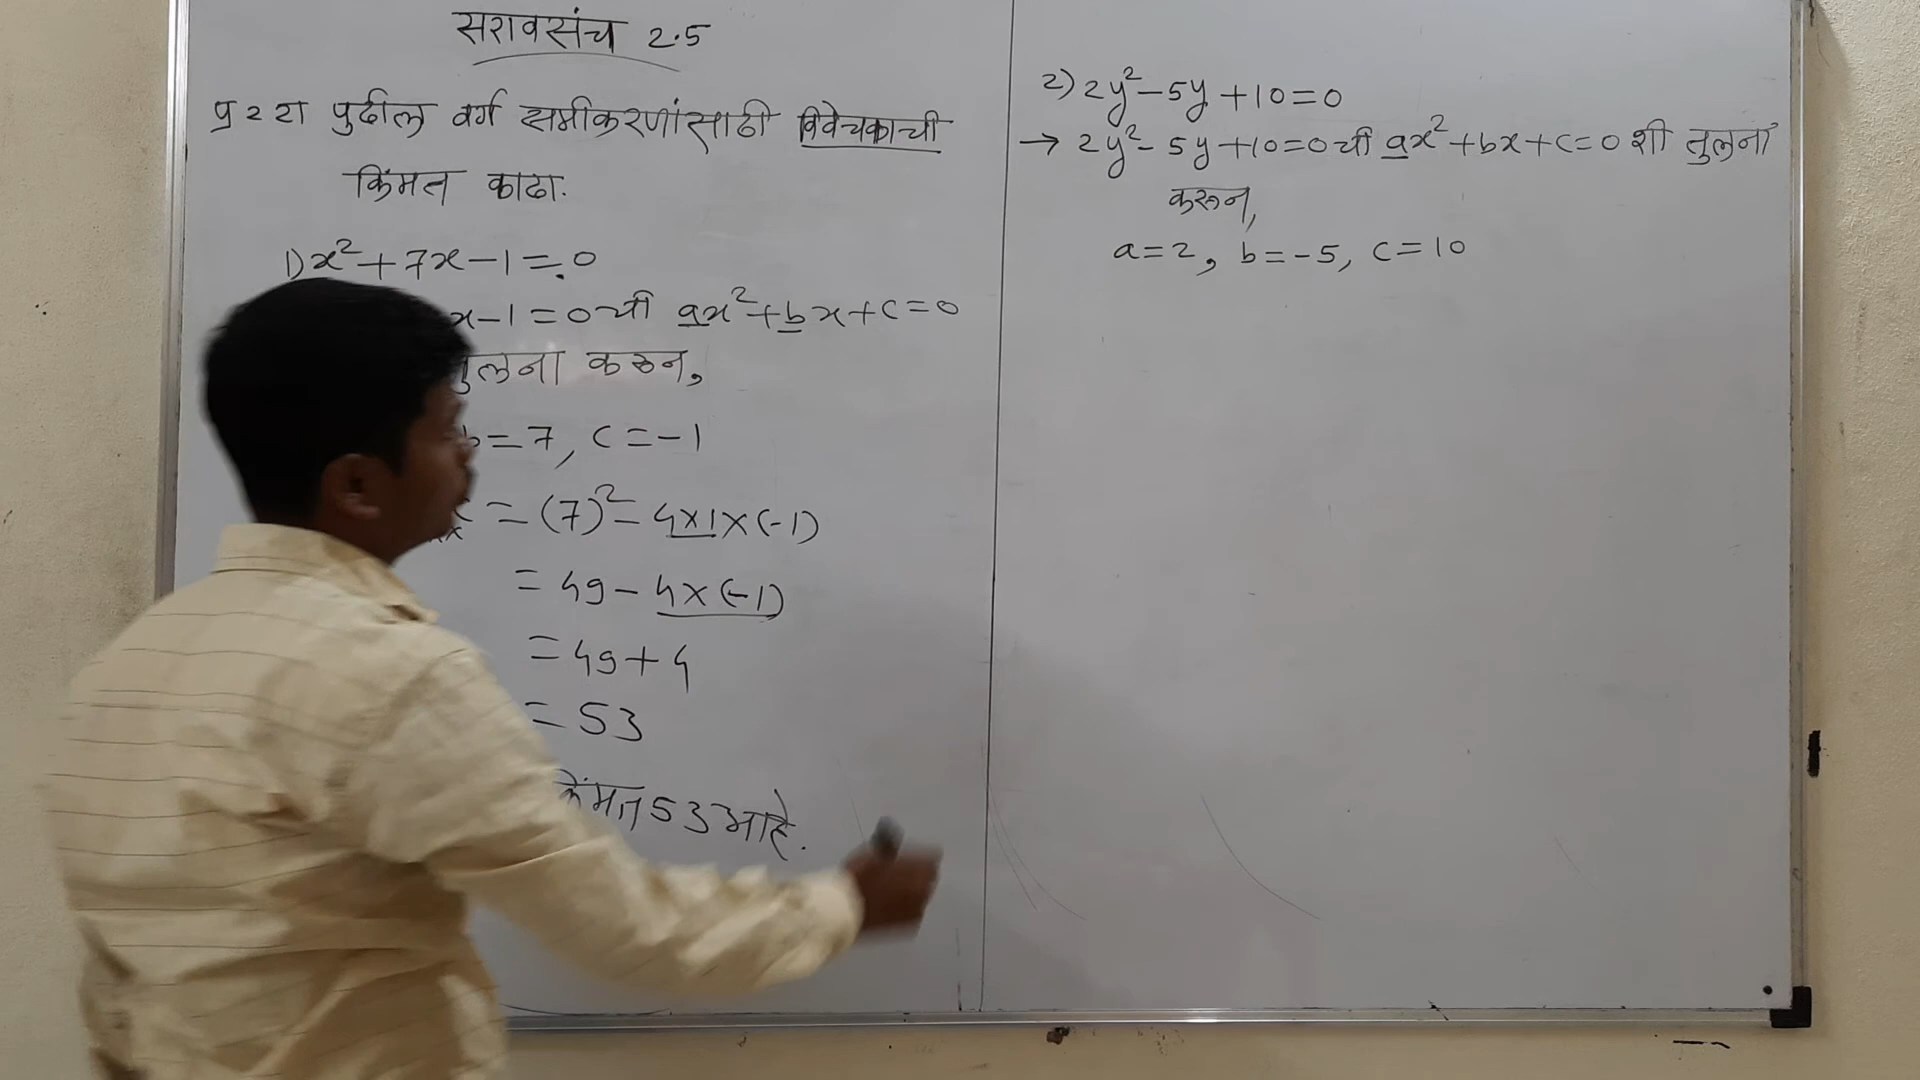 सरावसंच 2.5
प्र 2 रा पुढील वर्ग समीकरणांसाठी विवेचकाची
किंमत काढा.
1) x² + 7x - 1 = 0
x - 1 = 0 ची ax² + bx + c = 0
तुलना करून,
b = 7, c = -1
= (7)² - 4 × 1 × (-1)
= 49 - 4 × (-1)
= 49 + 4
= 53
किंमत 53 आहे.
2) 2y² - 5y + 10 = 0
→ 2y² - 5y + 10 = 0 ची ax² + bx + c = 0 शी तुलना
करून,
a = 2, b = -5, c = 10